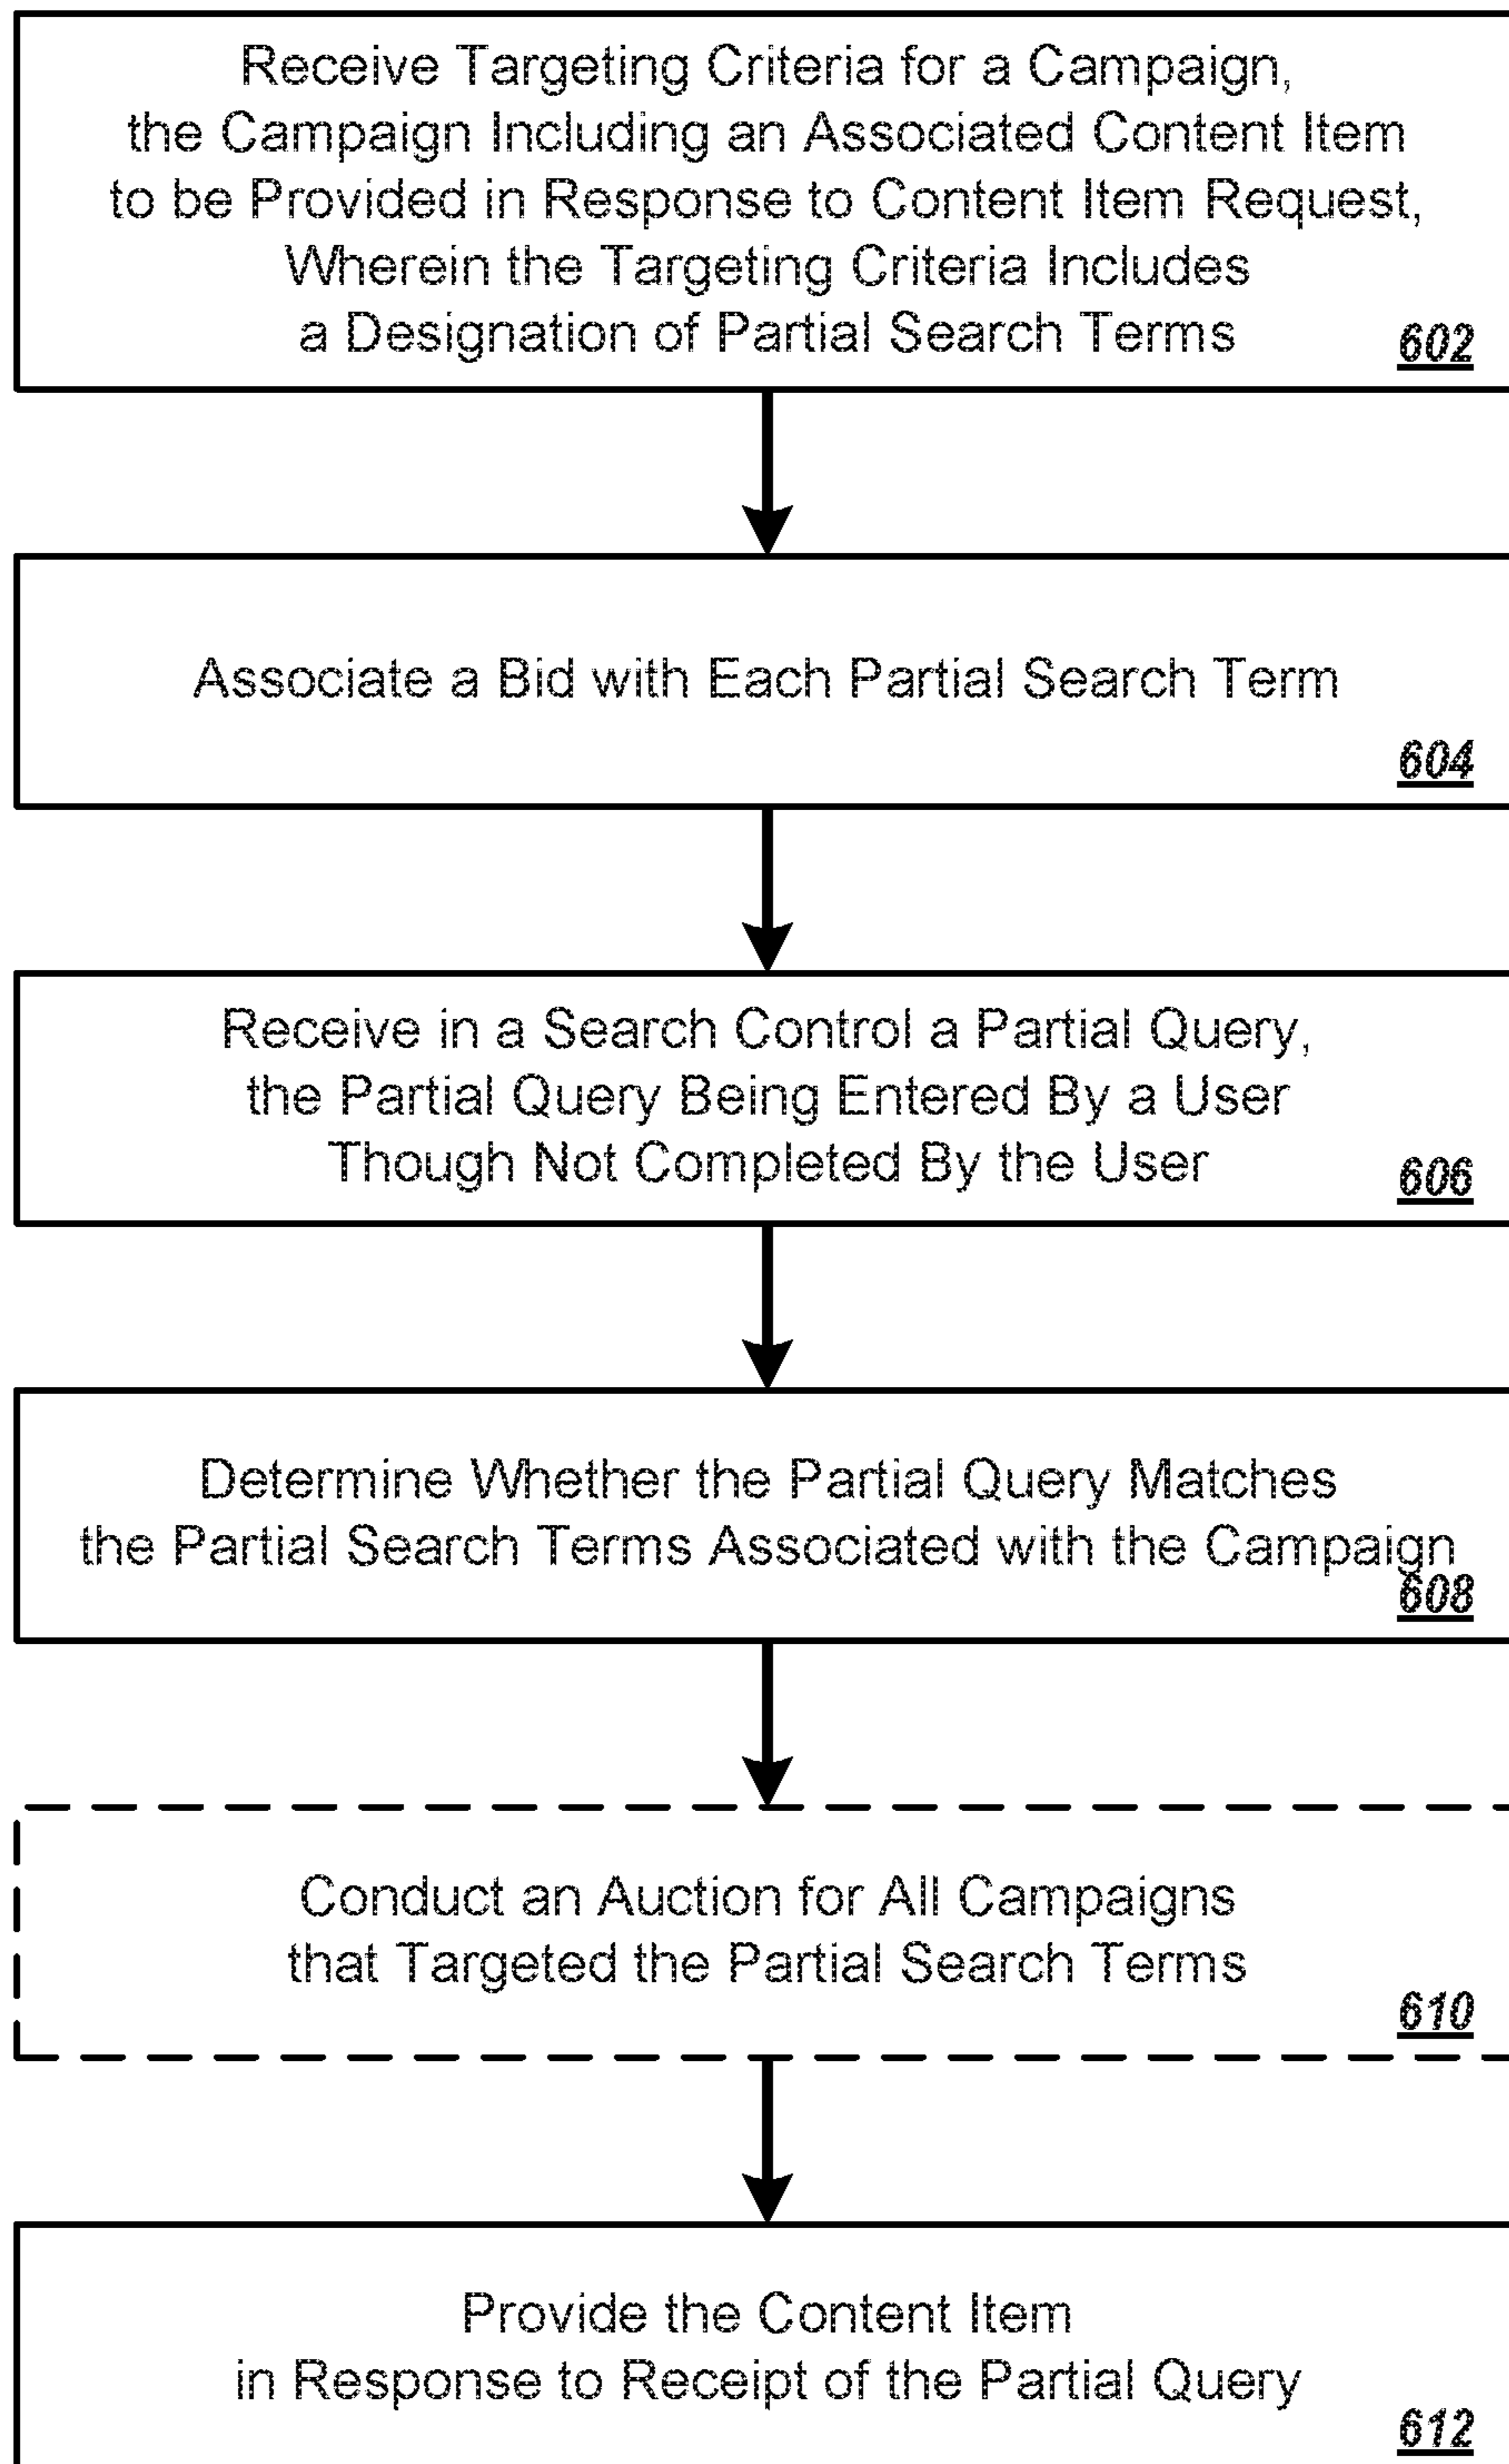 Receive Targeting Criteria for a Campaign,
the Campaign Including an Associated Content Item
to be Provided in Response to Content Item Request,
Wherein the Targeting Criteria Includes
a Designation of Partial Search Terms
602
Associate a Bid with Each Partial Search Term
604
Receive in a Search Control a Partial Query,
the Partial Query Being Entered By a User
Though Not Completed By the User
606
Determine Whether the Partial Query Matches
the Partial Search Terms Associated with the Campaign
608
Conduct an Auction for All Campaigns
that Targeted the Partial Search Terms
610
Provide the Content Item
in Response to Receipt of the Partial Query
612